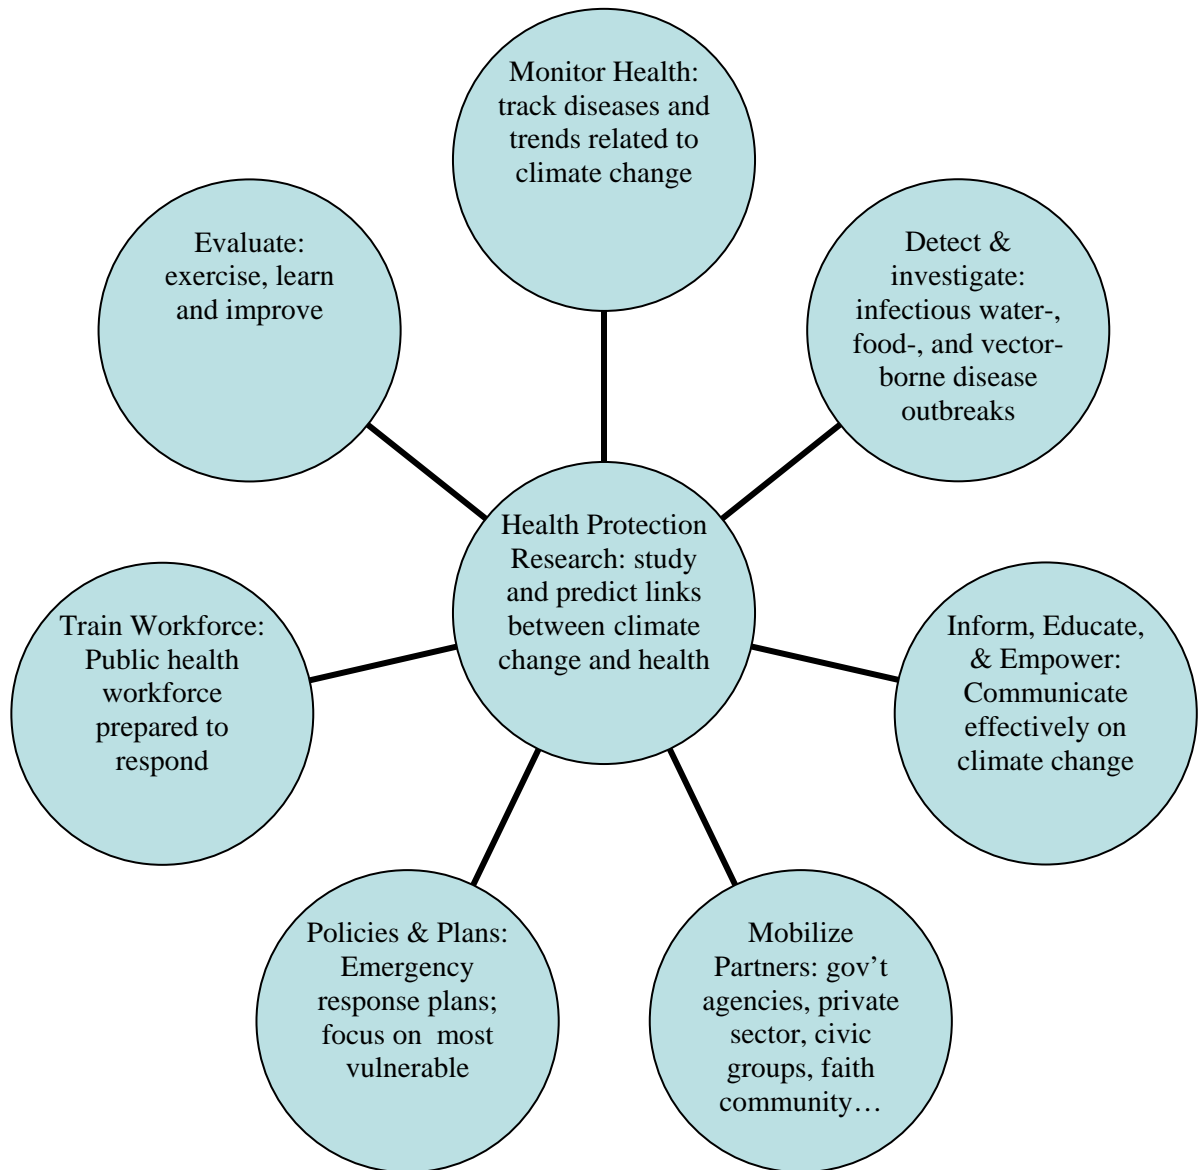 Monitor Health:
track diseases and
trends related to
climate change
Detect &
investigate:
infectious water-,
food-, and vector-
borne disease
outbreaks
Inform, Educate,
& Empower:
Communicate
effectively on
climate change
Mobilize
Partners: gov’t
agencies, private
sector, civic
groups, faith
community…
Policies & Plans:
Emergency
response plans;
focus on  most
vulnerable
Train Workforce:
Public health
workforce
prepared to
respond
Evaluate:
exercise, learn
and improve
Health Protection
Research: study
and predict links
between climate
change and health